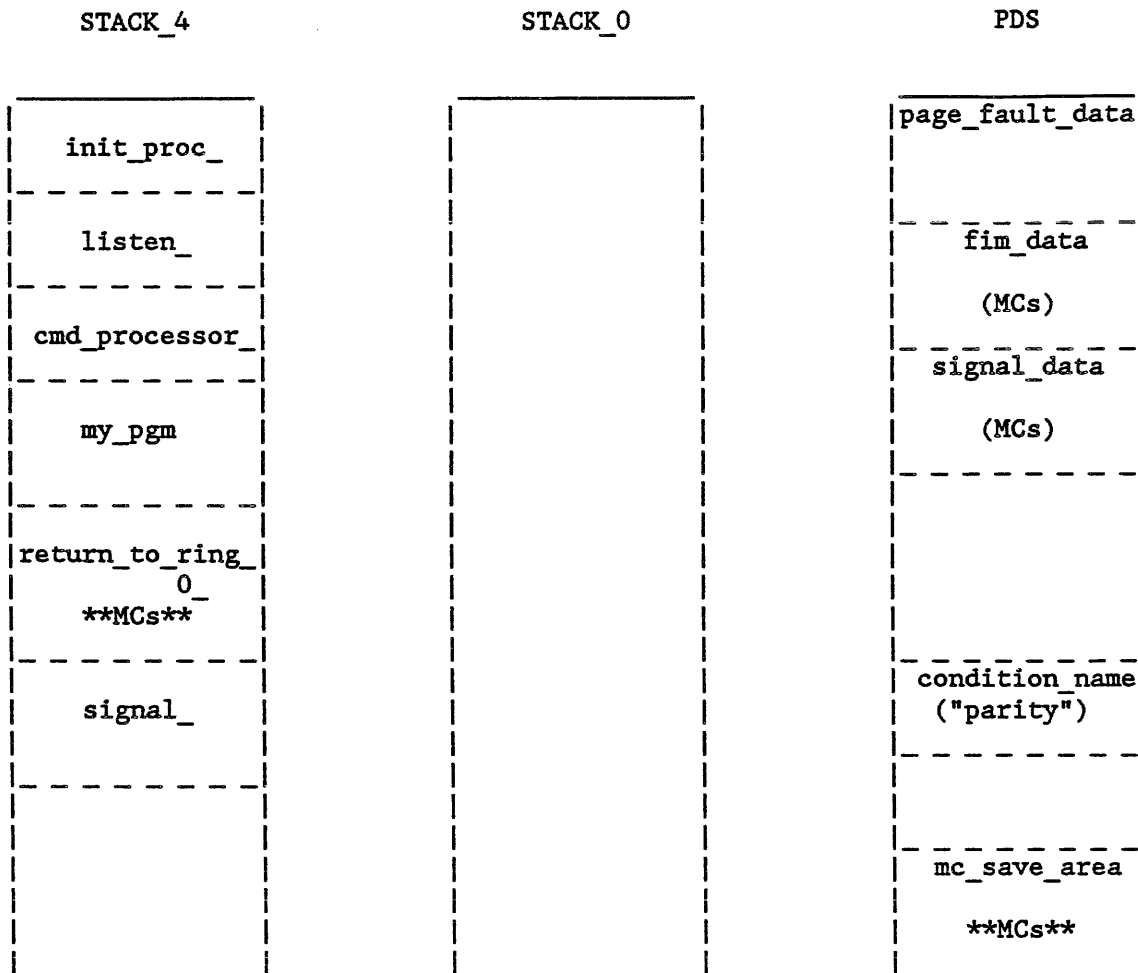 STACK_4
STACK_0
PDS
init_proc_
listen_
cmd_processor_
my_pgm
return_to_ring_
0_
**MCs**
signal_
page_fault_data
fim_data
(MCs)
signal_data
(MCs)
condition_name
("parity")
mc_save_area
**MCs**